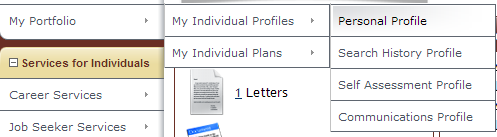 My Portfolio
Services for Individuals
Career Services
Job Seeker Services
My Individual Profiles
My Individual Plans
1 Letters
Personal Profile
Search History Profile
Self Assessment Profile
Communications Profile